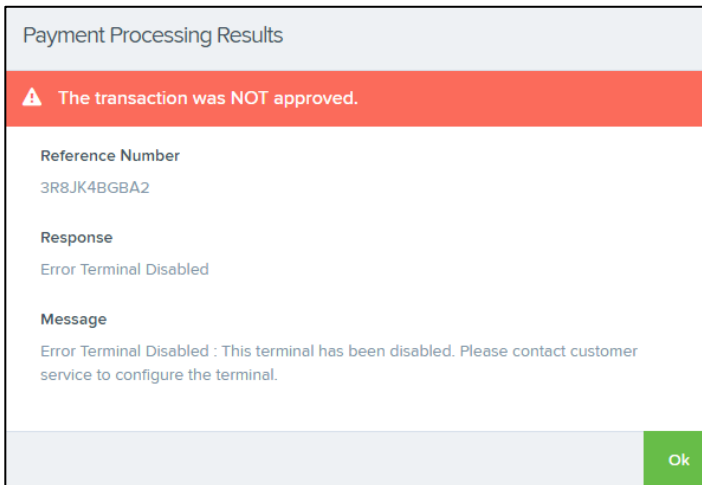 Payment Processing Results
The transaction was NOT approved.
Reference Number
3R8JK4BGBA2
Response
Error Terminal Disabled
Message
Error Terminal Disabled : This terminal has been disabled. Please contact customer
service to configure the terminal.
Ok